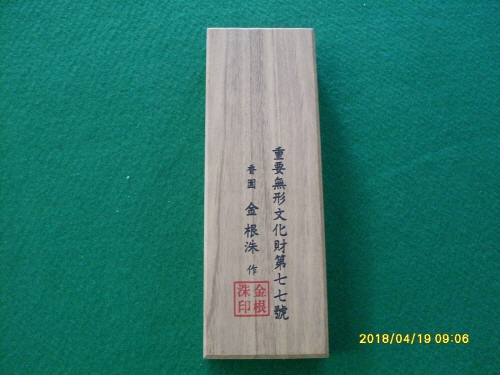 重要無形文化財第七七號
香圃 金根洙 作
金根
洙印
2018/04/19 09:06